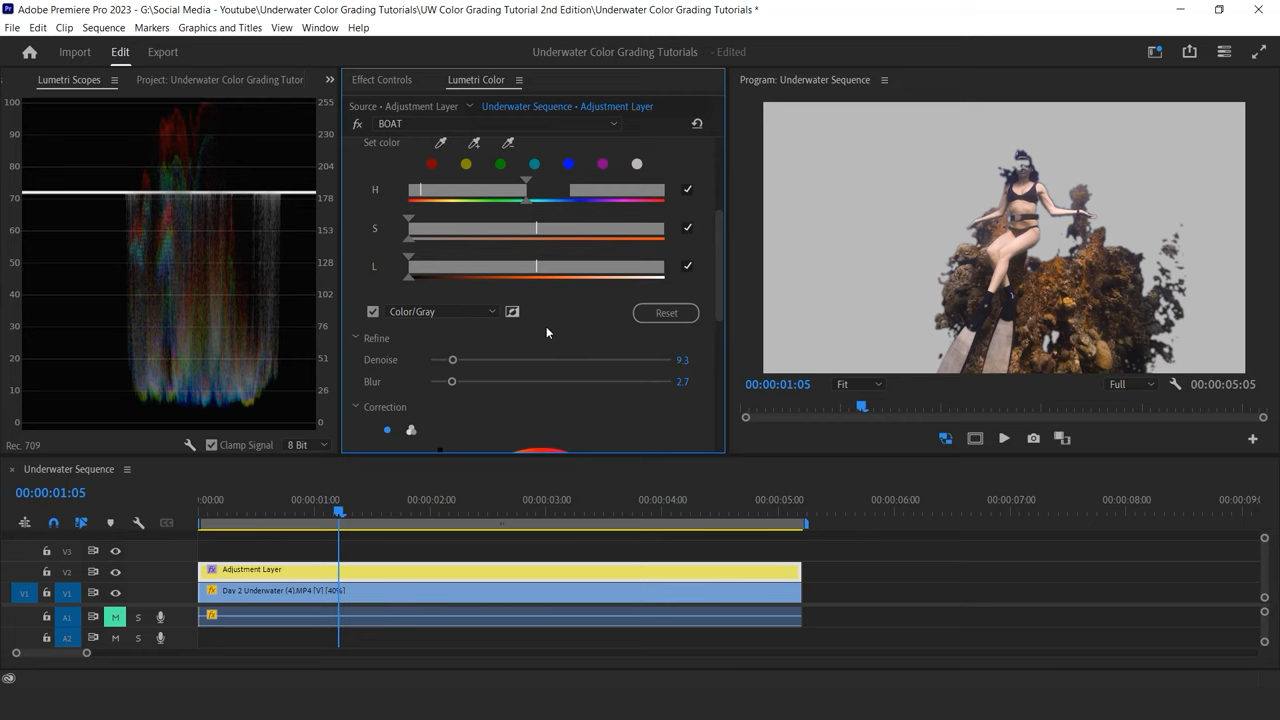 Adobe Premiere Pro 2023 - G:\Social Media - Youtube\Underwater Color Grading Tutorials\UW Color Grading Tutorial 2nd Edition\Underwater Color Grading Tutorials *
File Edit Clip Sequence Markers Graphics and Titles View Window Help
Import Edit Export
Underwater Color Grading Tutorials - Edited
Lumetri Scopes
Project: Underwater Color Grading Tutor
100
90
80
70
60
50
40
30
20
10
0
255
230
204
178
153
128
102
76
51
26
0
Rec. 709
Clamp Signal
8 Bit
Effect Controls
Lumetri Color
Source • Adjustment Layer
Underwater Sequence • Adjustment Layer
fx BOAT
Set color
H
S
L
Color/Gray
Reset
Refine
Denoise 9.3
Blur 2.7
Correction
Program: Underwater Sequence
00:00:01:05
Fit
Full
00:00:05:05
Underwater Sequence
00:00:01:05
:00:00 00:00:01:00 00:00:02:00 00:00:03:00 00:00:04:00 00:00:05:00 00:00:06:00 00:00:07:00 00:00:08:00
V3
V2
fx Adjustment Layer
V1 V1
fx Day 2 Underwater (4).MP4 [V] [40%]
A1 M S
fx
A2 M S